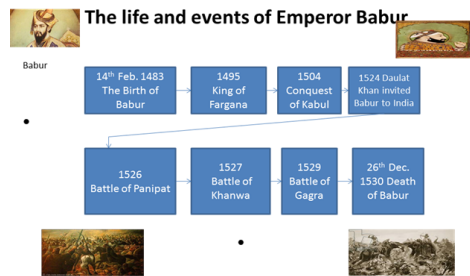 The life and events of Emperor Babur
Babur
14th Feb. 1483
The Birth of
Babur
1495
King of
Fargana
1504
Conquest
of Kabul
1524 Daulat
Khan invited
Babur to India
1526
Battle of Panipat
1527
Battle of
Khanwa
1529
Battle of
Gagra
26th Dec.
1530 Death
of Babur